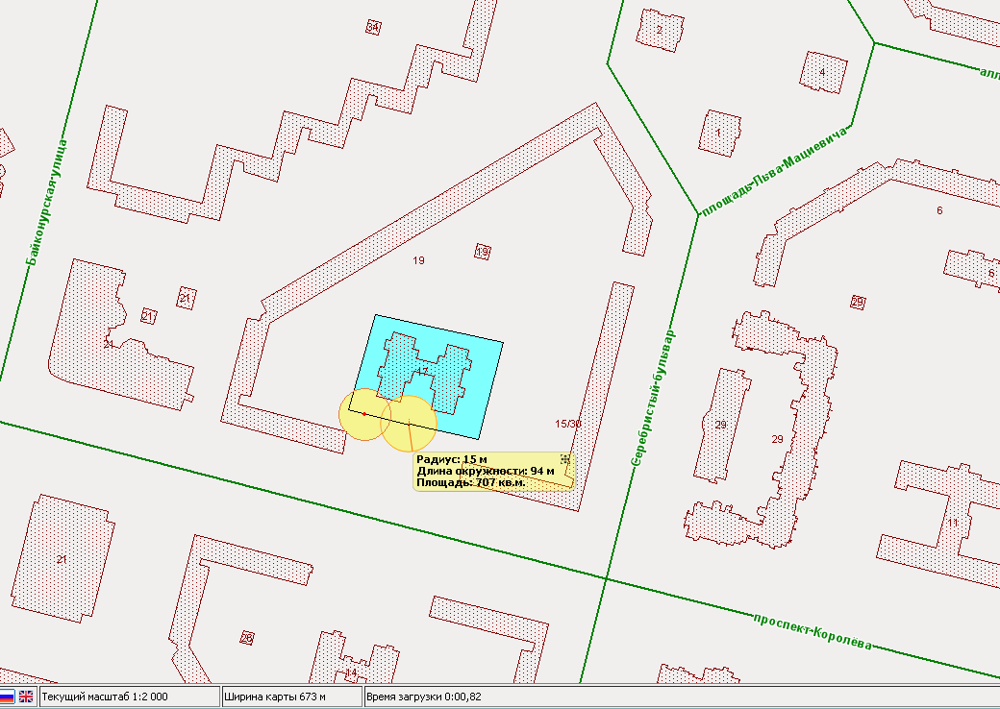 34
2
4
алл
1
площадь Льва Мациевича
Байконурская улица
6
19
19
6
21
21
29
21
47
Серебристый бульвар
15/30
29
29
Радиус: 15 м
Длина окружности: 94 м
Площадь: 707 кв.м.
11
21
26
проспект Королёва
14
Текущий масштаб 1:2 000
Ширина карты 673 м
Время загрузки 0:00,82